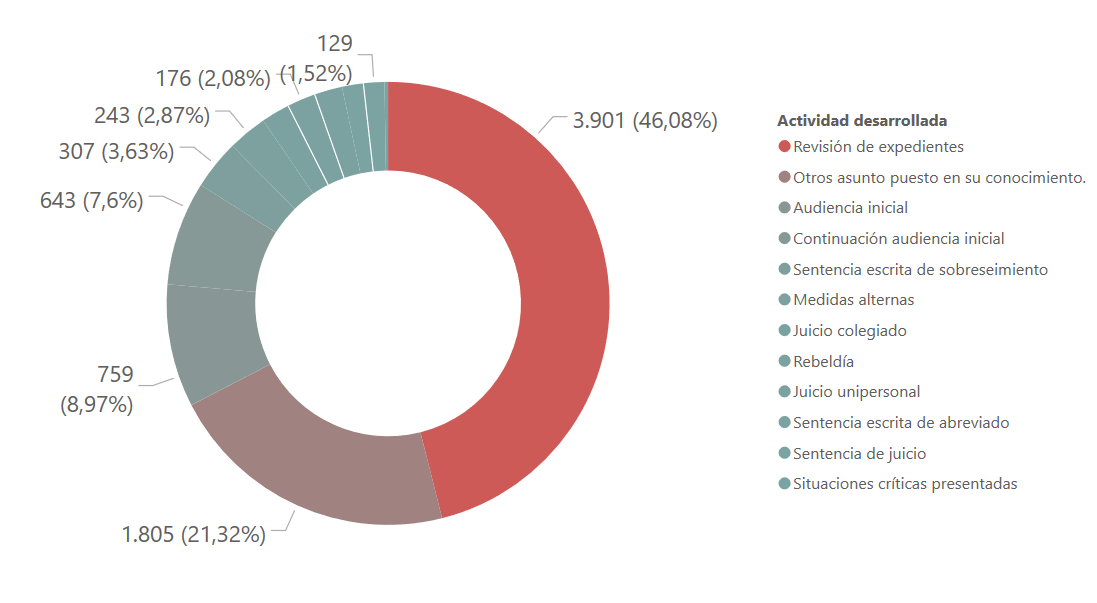 129
(1,52%)
176 (2,08%)
243 (2,87%)
307 (3,63%)
643 (7,6%)
759
(8,97%)
1.805 (21,32%)
3.901 (46,08%)
Actividad desarrollada
Revisión de expedientes
Otros asunto puesto en su conocimiento.
Audiencia inicial
Continuación audiencia inicial
Sentencia escrita de sobreseimiento
Medidas alternas
Juicio colegiado
Rebeldía
Juicio unipersonal
Sentencia escrita de abreviado
Sentencia de juicio
Situaciones críticas presentadas